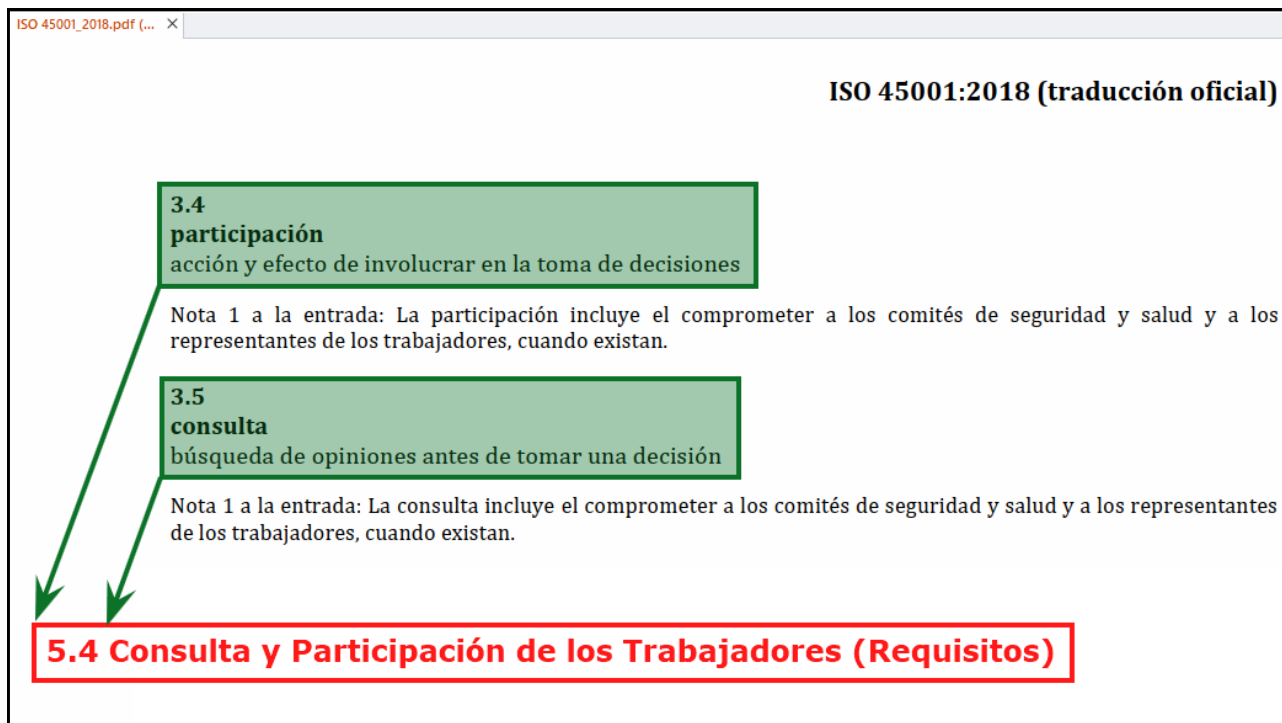 ISO 45001_2018.pdf (...
ISO 45001:2018 (traducción oficial)
3.4
participación
acción y efecto de involucrar en la toma de decisiones
Nota 1 a la entrada: La participación incluye el comprometer a los comités de seguridad y salud y a los
representantes de los trabajadores, cuando existan.
3.5
consulta
búsqueda de opiniones antes de tomar una decisión
Nota 1 a la entrada: La consulta incluye el comprometer a los comités de seguridad y salud y a los representantes
de los trabajadores, cuando existan.
5.4 Consulta y Participación de los Trabajadores (Requisitos)